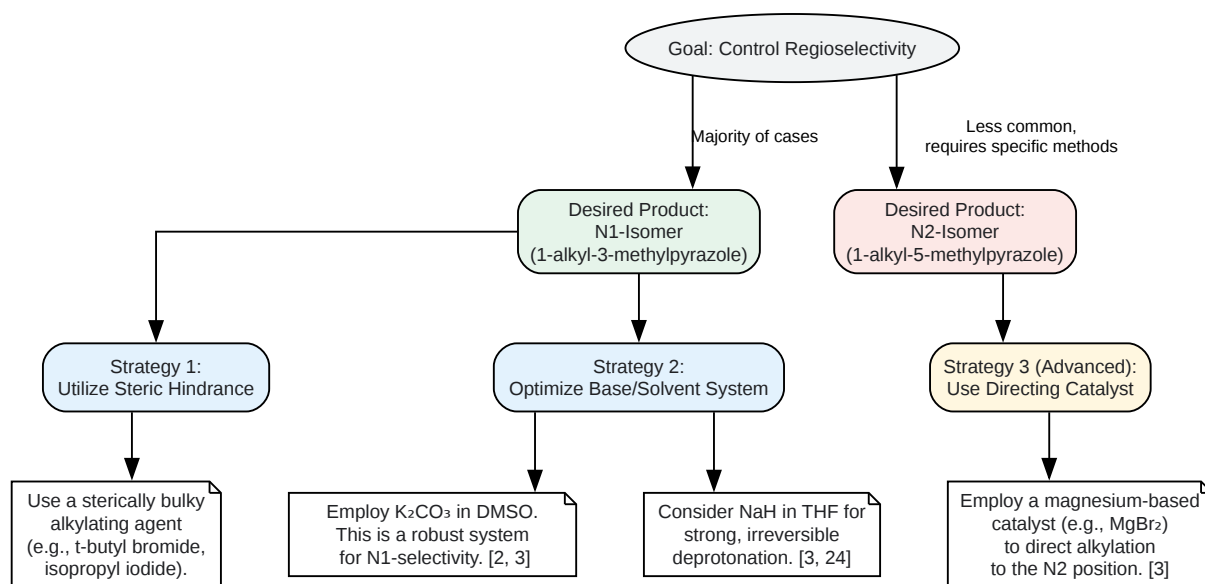 Goal: Control Regioselectivity
Majority of cases
Less common,
requires specific methods
Desired Product:
N1-Isomer
(1-alkyl-3-methylpyrazole)
Desired Product:
N2-Isomer
(1-alkyl-5-methylpyrazole)
Strategy 1:
Utilize Steric Hindrance
Strategy 2:
Optimize Base/Solvent System
Strategy 3 (Advanced):
Use Directing Catalyst
Use a sterically bulky
alkylating agent
(e.g., t-butyl bromide,
isopropyl iodide).
Employ K₂CO₃ in DMSO.
This is a robust system
for N1-selectivity. [2, 3]
Consider NaH in THF for
strong, irreversible
deprotonation. [3, 24]
Employ a magnesium-based
catalyst (e.g., MgBr₂)
to direct alkylation
to the N2 position. [3]